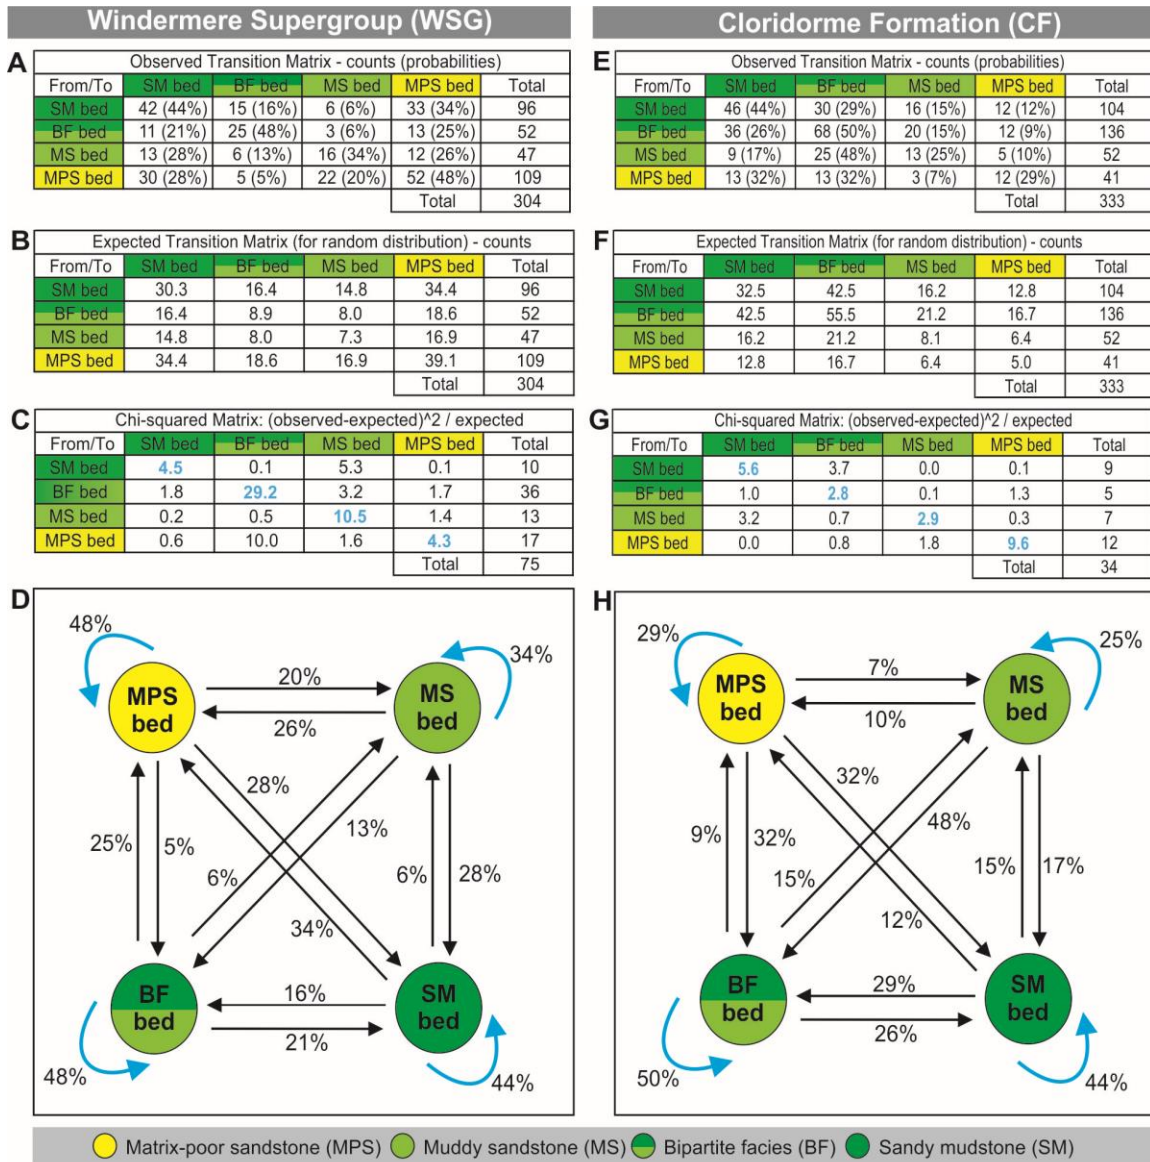 Windermere Supergroup (WSG)
A
Observed Transition Matrix - counts (probabilities)
From/To SM bed BF bed MS bed MPS bed Total
SM bed 42 (44%) 15 (16%) 6 (6%) 33 (34%) 96
BF bed 11 (21%) 25 (48%) 3 (6%) 13 (25%) 52
MS bed 13 (28%) 6 (13%) 16 (34%) 12 (26%) 47
MPS bed 30 (28%) 5 (5%) 22 (20%) 52 (48%) 109
Total 304
B
Expected Transition Matrix (for random distribution) - counts
From/To SM bed BF bed MS bed MPS bed Total
SM bed 30.3 16.4 14.8 34.4 96
BF bed 16.4 8.9 8.0 18.6 52
MS bed 14.8 8.0 7.3 16.9 47
MPS bed 34.4 18.6 16.9 39.1 109
Total 304
C
Chi-squared Matrix: (observed-expected)^2 / expected
From/To SM bed BF bed MS bed MPS bed Total
SM bed 4.5 0.1 5.3 0.1 10
BF bed 1.8 29.2 3.2 1.7 36
MS bed 0.2 0.5 10.5 1.4 13
MPS bed 0.6 10.0 1.6 4.3 17
Total 75
D
48%
34%
MPS
bed
20%
26%
MS
bed
28%
13%
25%
5%
6%
6%
28%
34%
BF
bed
16%
21%
SM
bed
48%
44%
Cloridorme Formation (CF)
E
Observed Transition Matrix - counts (probabilities)
From/To SM bed BF bed MS bed MPS bed Total
SM bed 46 (44%) 30 (29%) 16 (15%) 12 (12%) 104
BF bed 36 (26%) 68 (50%) 20 (15%) 12 (9%) 136
MS bed 9 (17%) 25 (48%) 13 (25%) 5 (10%) 52
MPS bed 13 (32%) 13 (32%) 3 (7%) 12 (29%) 41
Total 333
F
Expected Transition Matrix (for random distribution) - counts
From/To SM bed BF bed MS bed MPS bed Total
SM bed 32.5 42.5 16.2 12.8 104
BF bed 42.5 55.5 21.2 16.7 136
MS bed 16.2 21.2 8.1 6.4 52
MPS bed 12.8 16.7 6.4 5.0 41
Total 333
G
Chi-squared Matrix: (observed-expected)^2 / expected
From/To SM bed BF bed MS bed MPS bed Total
SM bed 5.6 3.7 0.0 0.1 9
BF bed 1.0 2.8 0.1 1.3 5
MS bed 3.2 0.7 2.9 0.3 7
MPS bed 0.0 0.8 1.8 9.6 12
Total 34
H
29%
25%
MPS
bed
7%
10%
MS
bed
32%
48%
9%
32%
15%
15%
17%
12%
BF
bed
29%
26%
SM
bed
50%
44%
Matrix-poor sandstone (MPS) Muddy sandstone (MS) Bipartite facies (BF) Sandy mudstone (SM)